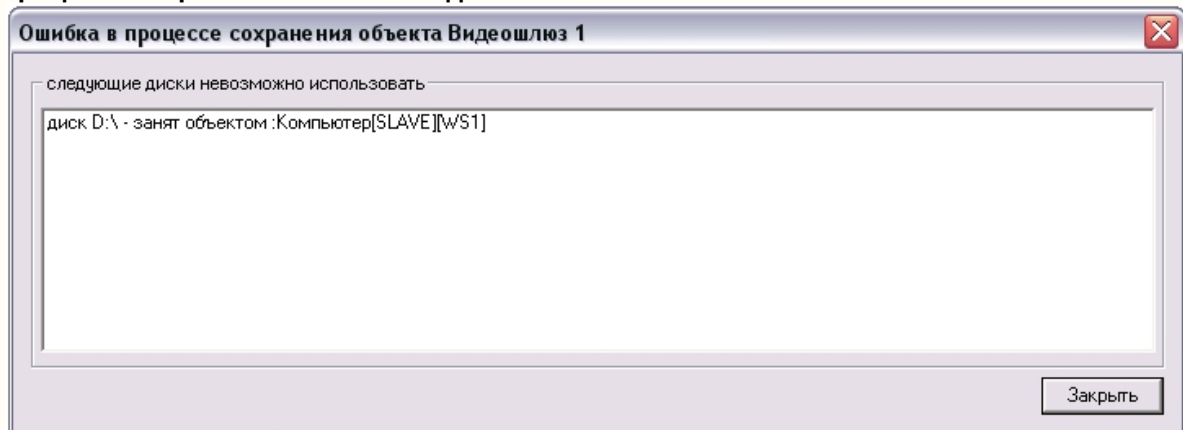 Ошибка в процессе сохранения объекта Видеошлюз 1
следующие диски невозможно использовать
диск D:\ - занят объектом :Компьютер[SLAVE][WS1]
Закрыть